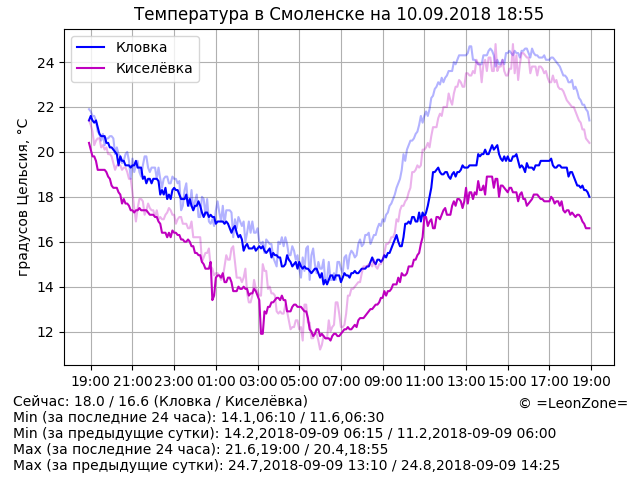 Температура в Смоленске на 10.09.2018 18:55
Кловка
Киселёвка
градусов Цельсия, °C
24
22
20
18
16
14
12
19:00 21:00 23:00 01:00 03:00 05:00 07:00 09:00 11:00 13:00 15:00 17:00 19:00
Сейчас: 18.0 / 16.6 (Кловка / Киселёвка)
© =LeonZone=
Min (за последние 24 часа): 14.1,06:10 / 11.6,06:30
Min (за предыдущие сутки): 14.2,2018-09-09 06:15 / 11.2,2018-09-09 06:00
Max (за последние 24 часа): 21.6,19:00 / 20.4,18:55
Max (за предыдущие сутки): 24.7,2018-09-09 13:10 / 24.8,2018-09-09 14:25